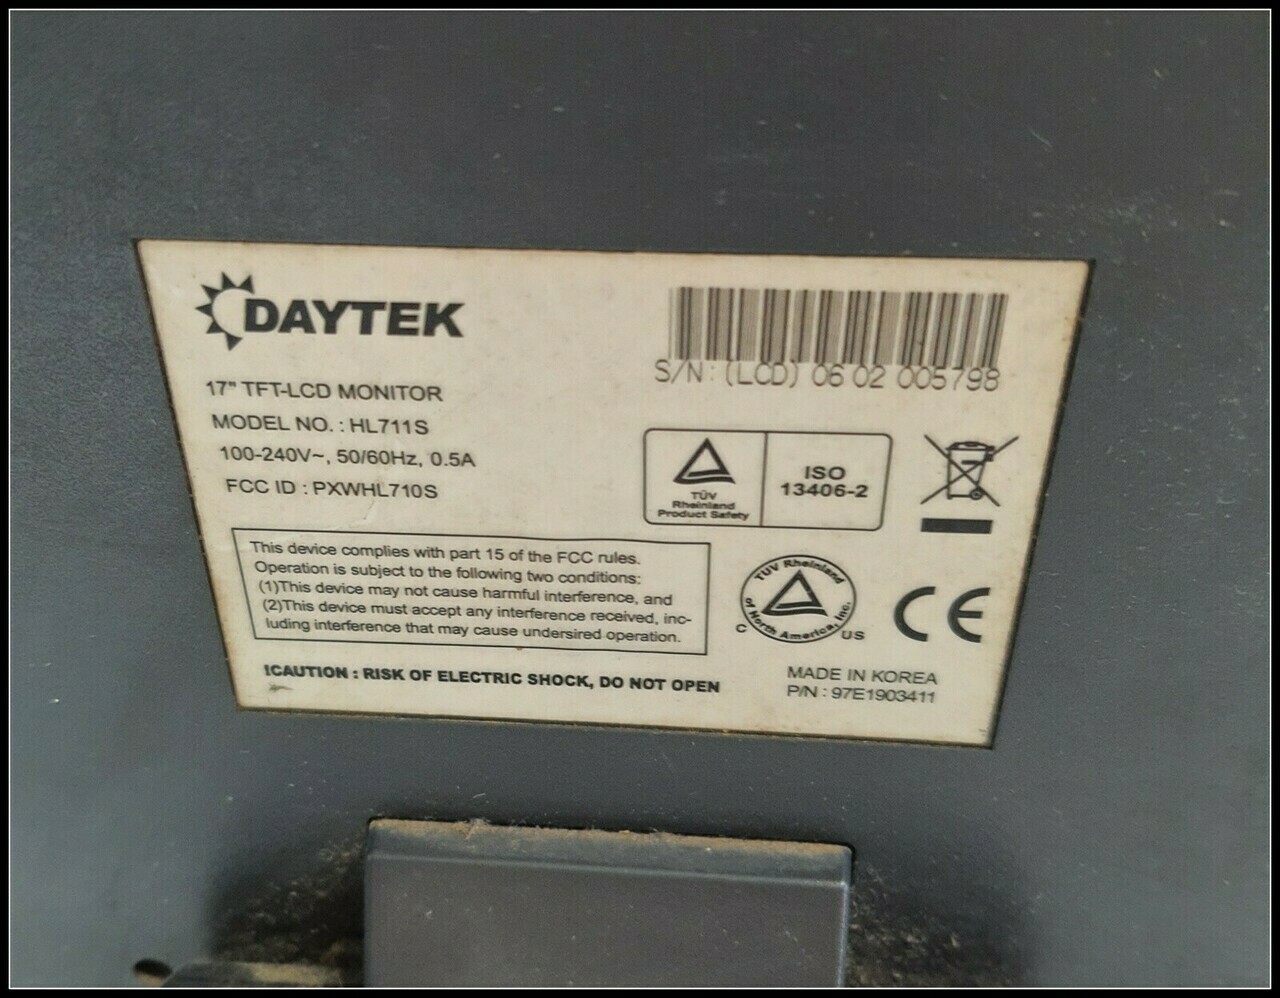 DAYTEK
17" TFT-LCD MONITOR
MODEL NO. : HL711S
100-240V~, 50/60Hz, 0.5A
FCC ID : PXWHL710S
S/N : (LCD) 06 02 005798
TÜV
Rheinland
Product Safety
ISO
13406-2
This device complies with part 15 of the FCC rules.
Operation is subject to the following two conditions:
(1)This device may not cause harmful interference, and
(2)This device must accept any interference received, inc-
luding interference that may cause undersired operation.
TUV Rheinland
of North America, Inc.
C US
CE
!CAUTION : RISK OF ELECTRIC SHOCK, DO NOT OPEN
MADE IN KOREA
P/N : 97E1903411